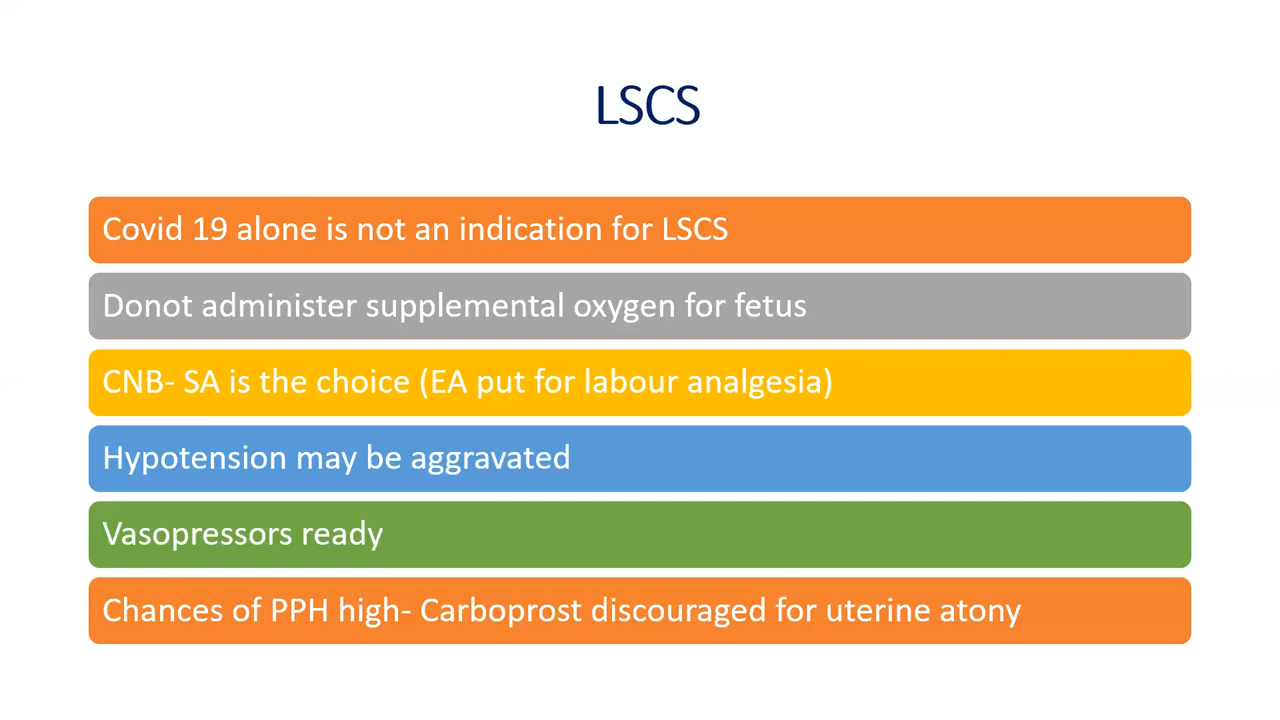 LSCS
Covid 19 alone is not an indication for LSCS
Donot administer supplemental oxygen for fetus
CNB- SA is the choice (EA put for labour analgesia)
Hypotension may be aggravated
Vasopressors ready
Chances of PPH high- Carboprost discouraged for uterine atony